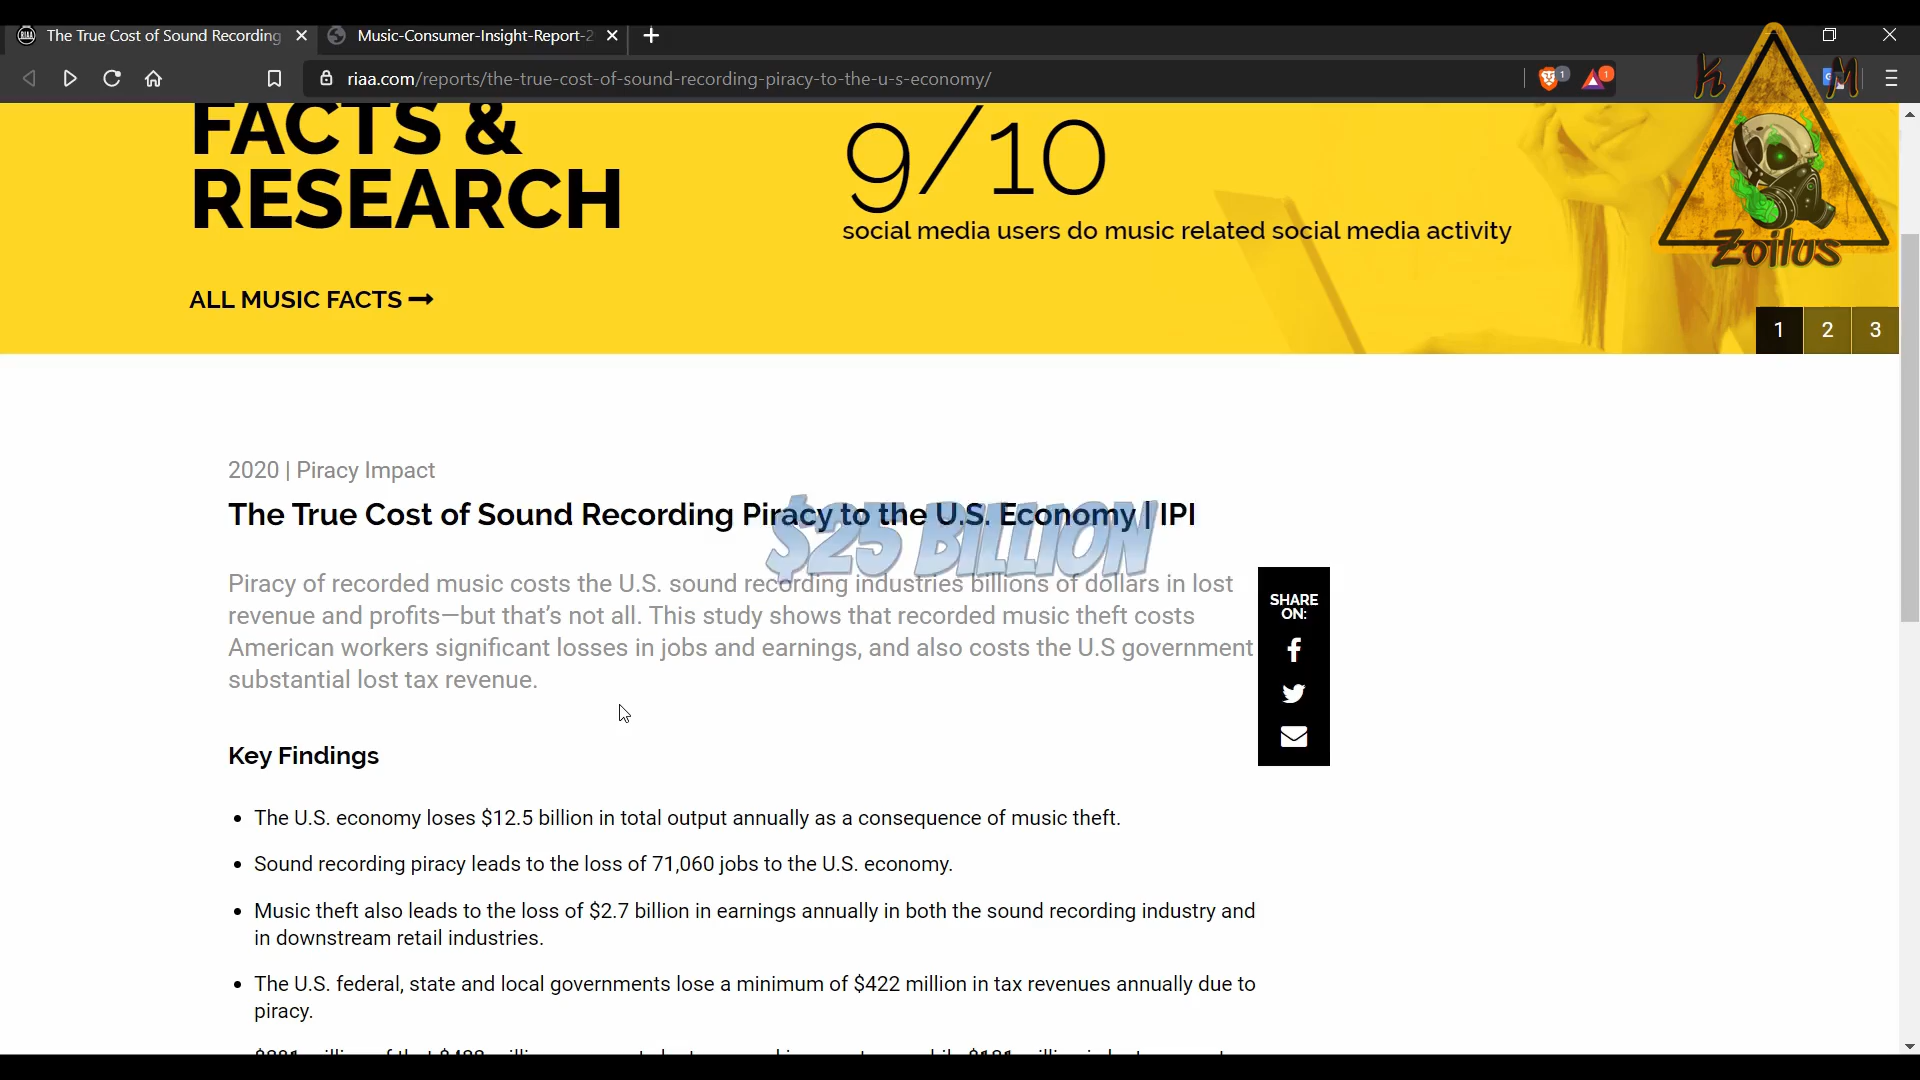 The True Cost of Sound Recording
Music-Consumer-Insight-Report-2
riaa.com/reports/the-true-cost-of-sound-recording-piracy-to-the-u-s-economy/
1
1
K
M
Zoilus
FACTS &
RESEARCH
ALL MUSIC FACTS
9/10
social media users do music related social media activity
1 2 3
2020 | Piracy Impact
The True Cost of Sound Recording Piracy to the U.S. Economy | IPI
$25 BILLION
Piracy of recorded music costs the U.S. sound recording industries billions of dollars in lost
revenue and profits—but that’s not all. This study shows that recorded music theft costs
American workers significant losses in jobs and earnings, and also costs the U.S government
substantial lost tax revenue.
SHARE
ON:
Key Findings
• The U.S. economy loses $12.5 billion in total output annually as a consequence of music theft.
• Sound recording piracy leads to the loss of 71,060 jobs to the U.S. economy.
• Music theft also leads to the loss of $2.7 billion in earnings annually in both the sound recording industry and
in downstream retail industries.
• The U.S. federal, state and local governments lose a minimum of $422 million in tax revenues annually due to
piracy.